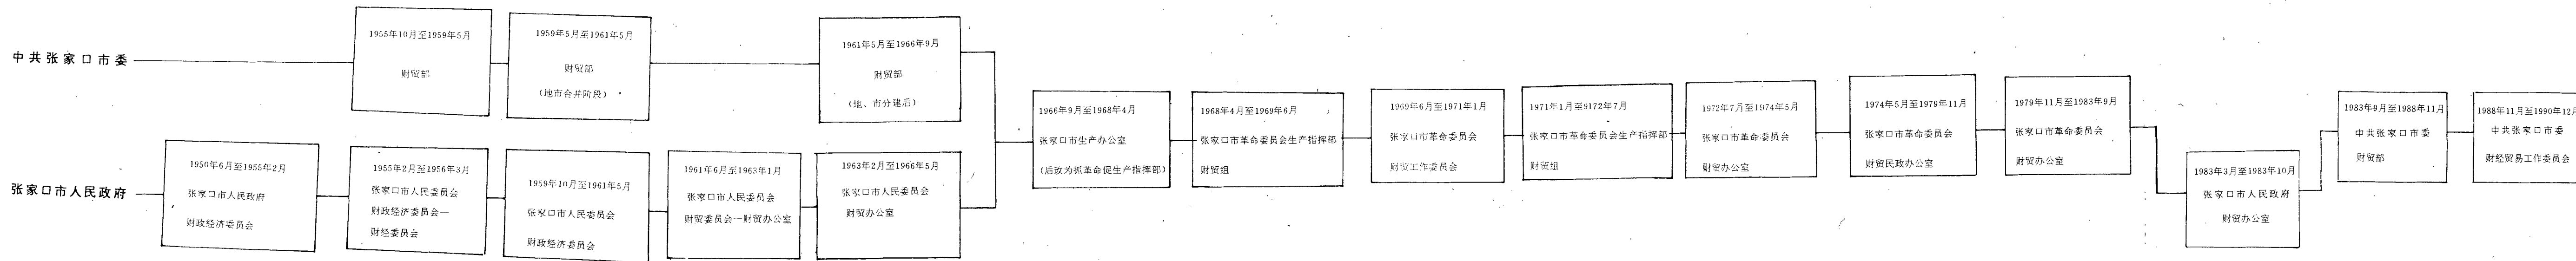 中共张家口市委
1955年10月至1959年5月
财贸部
1959年5月至1961年5月
财贸部
（地市合并阶段）
1961年5月至1966年9月
财贸部
（地、市分建后）
张家口市人民政府
1950年6月至1955年2月
张家口市人民政府
财政经济委员会
1955年2月至1956年3月
张家口市人民委员会
财政经济委员会一
财经委员会
1959年10月至1961年5月
张家口市人民委员会
财政经济委员会
1961年6月至1963年1月
张家口市人民委员会
财贸委员会一财贸办公室
1963年2月至1966年5月
张家口市人民委员会
财贸办公室
1966年9月至1968年4月
张家口市生产办公室
（后改为抓革命促生产指挥部）
1968年4月至1969年6月
张家口市革命委员会生产指挥部
财贸组
1969年6月至1971年1月
张家口市革命委员会
财贸工作委员会
1971年1月至9172年7月
张家口市革命委员会生产指挥部
财贸组
1972年7月至1974年5月
张家口市革命委员会
财贸办公室
1974年5月至1979年11月
张家口市革命委员会
财贸民政办公室
1979年11月至1983年9月
张家口市革命委员会
财贸办公室
1983年3月至1983年10月
张家口市人民政府
财贸办公室
1983年9月至1988年11月
中共张家口市委
财贸部
1988年11月至1990年12月
中共张家口市委
财经贸易工作委员会